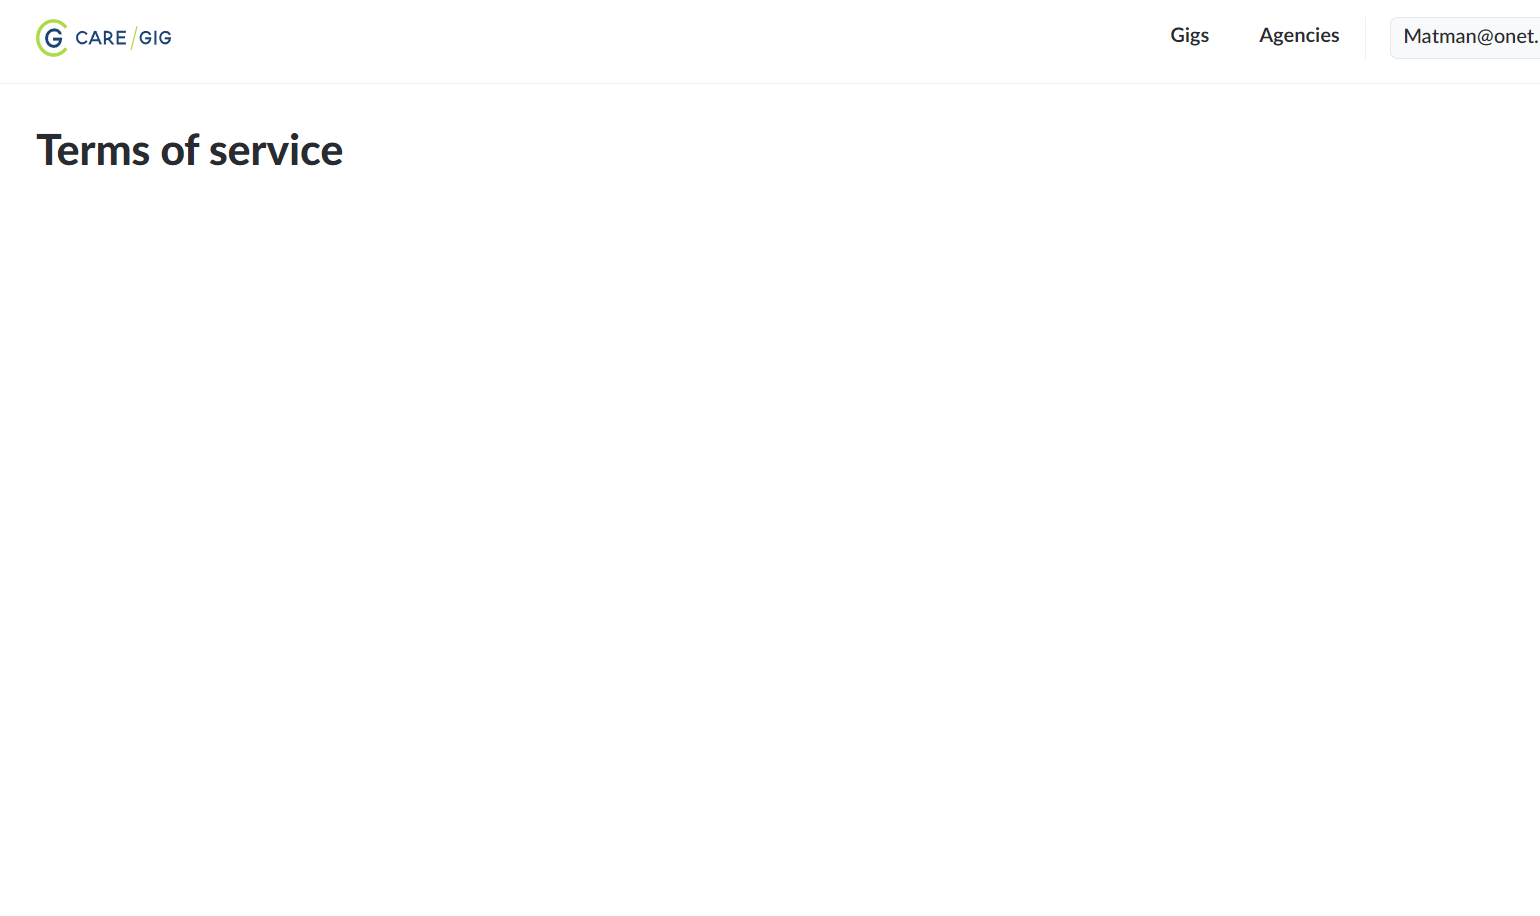 G CARE/GIG
Gigs
Agencies
Matman@onet.
Terms of service